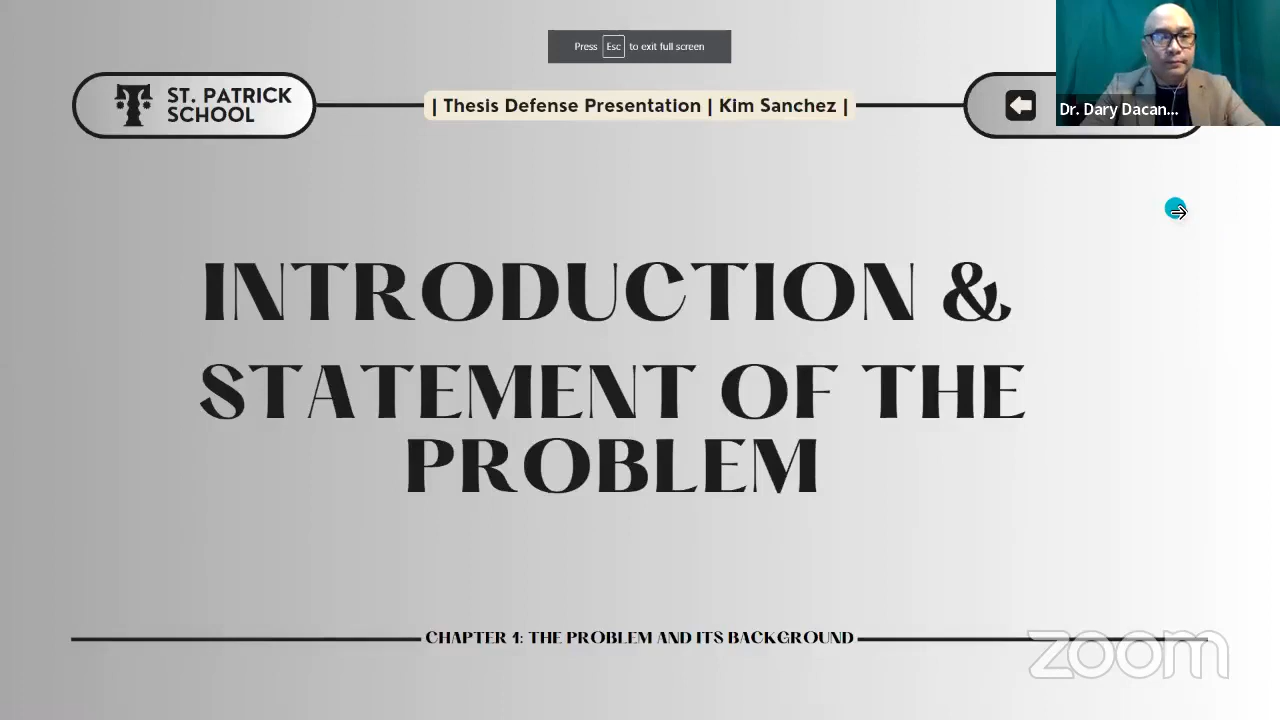 Press Esc to exit full screen
ST. PATRICK
SCHOOL
| Thesis Defense Presentation | Kim Sanchez |
Dr. Dary Dacan...
INTRODUCTION &
STATEMENT OF THE
PROBLEM
CHAPTER 1: THE PROBLEM AND ITS BACKGROUND
zoom